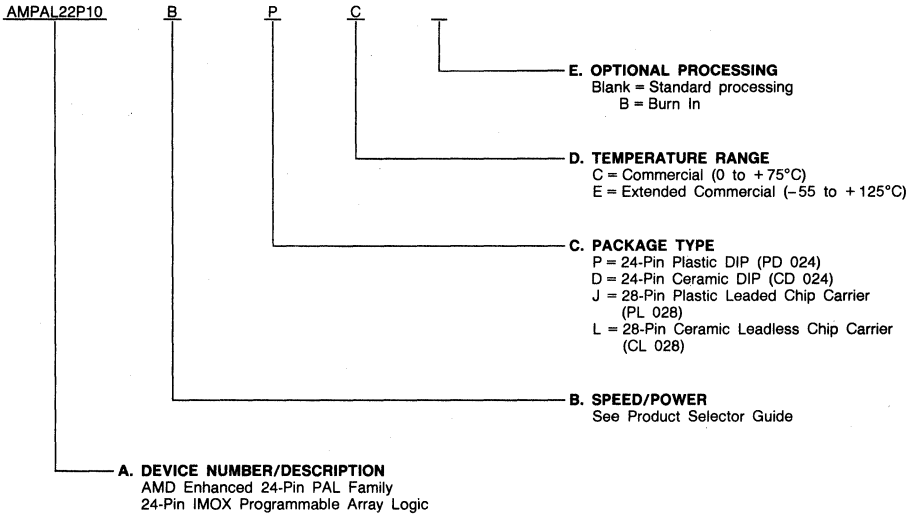 AMPAL22P10 B P C
E. OPTIONAL PROCESSING
Blank = Standard processing
B = Burn In
D. TEMPERATURE RANGE
C = Commercial (0 to +75°C)
E = Extended Commercial (-55 to +125°C)
C. PACKAGE TYPE
P = 24-Pin Plastic DIP (PD 024)
D = 24-Pin Ceramic DIP (CD 024)
J = 28-Pin Plastic Leaded Chip Carrier
(PL 028)
L = 28-Pin Ceramic Leadless Chip Carrier
(CL 028)
B. SPEED/POWER
See Product Selector Guide
A. DEVICE NUMBER/DESCRIPTION
AMD Enhanced 24-Pin PAL Family
24-Pin IMOX Programmable Array Logic